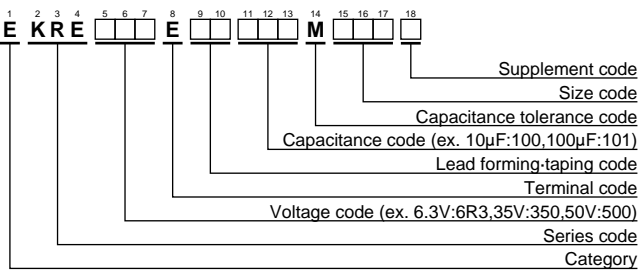 1 2 3 4 5 6 7 8 9 10 11 12 13 14 15 16 17 18
E KRE E M
Supplement code
Size code
Capacitance tolerance code
Capacitance code (ex. 10μF:100,100μF:101)
Lead forming·taping code
Terminal code
Voltage code (ex. 6.3V:6R3,35V:350,50V:500)
Series code
Category